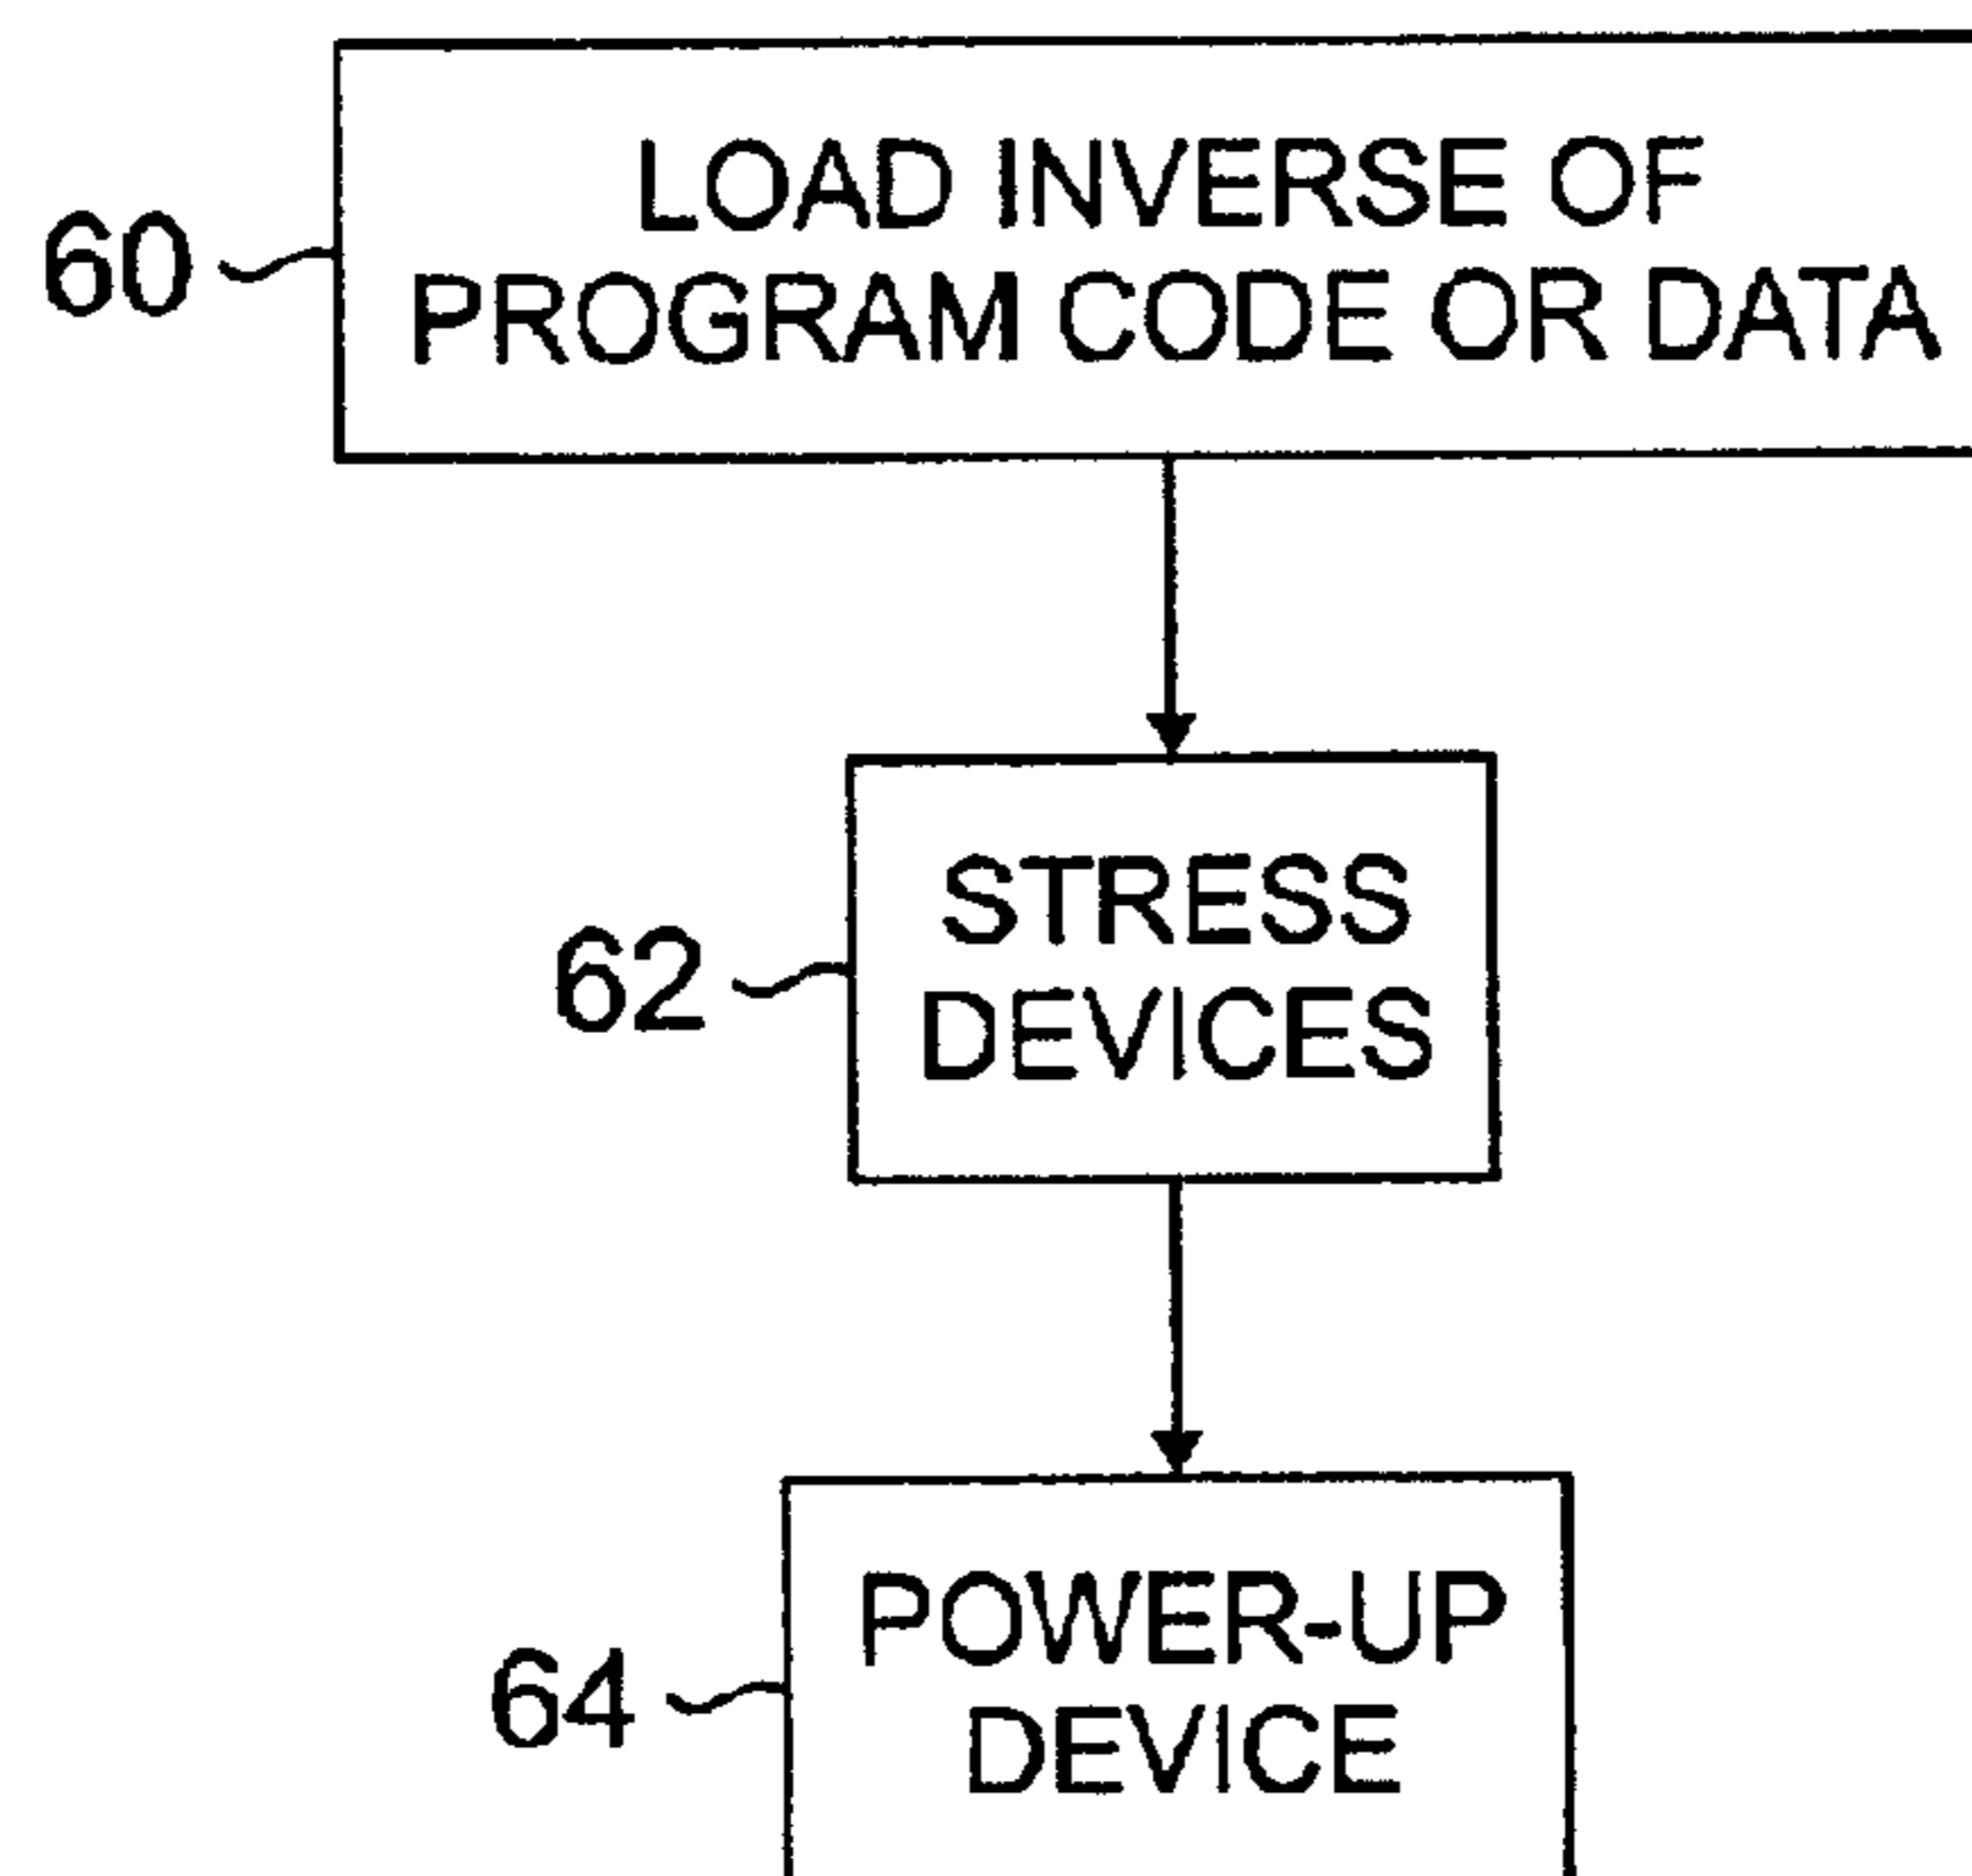 60
LOAD INVERSE OF
PROGRAM CODE OR DATA
62
STRESS
DEVICES
64
POWER-UP
DEVICE